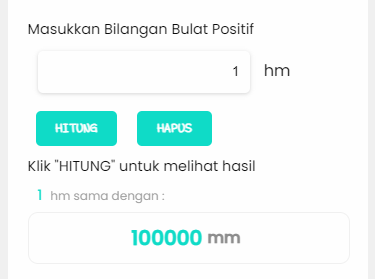 Masukkan Bilangan Bulat Positif
1 hm
HITUNG HAPUS
Klik "HITUNG" untuk melihat hasil
1 hm sama dengan :
100000 mm